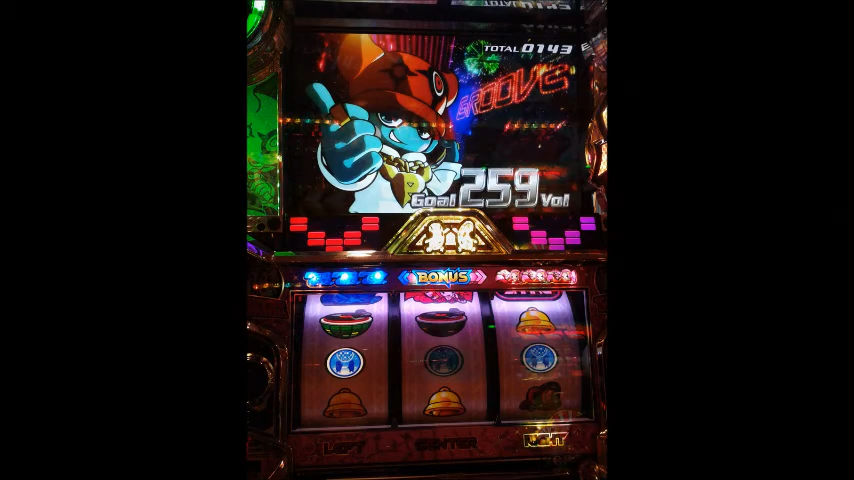 TOTAL 0143
GROOVE
Goal 259 Vol
BONUS
LEFT CENTER RIGHT